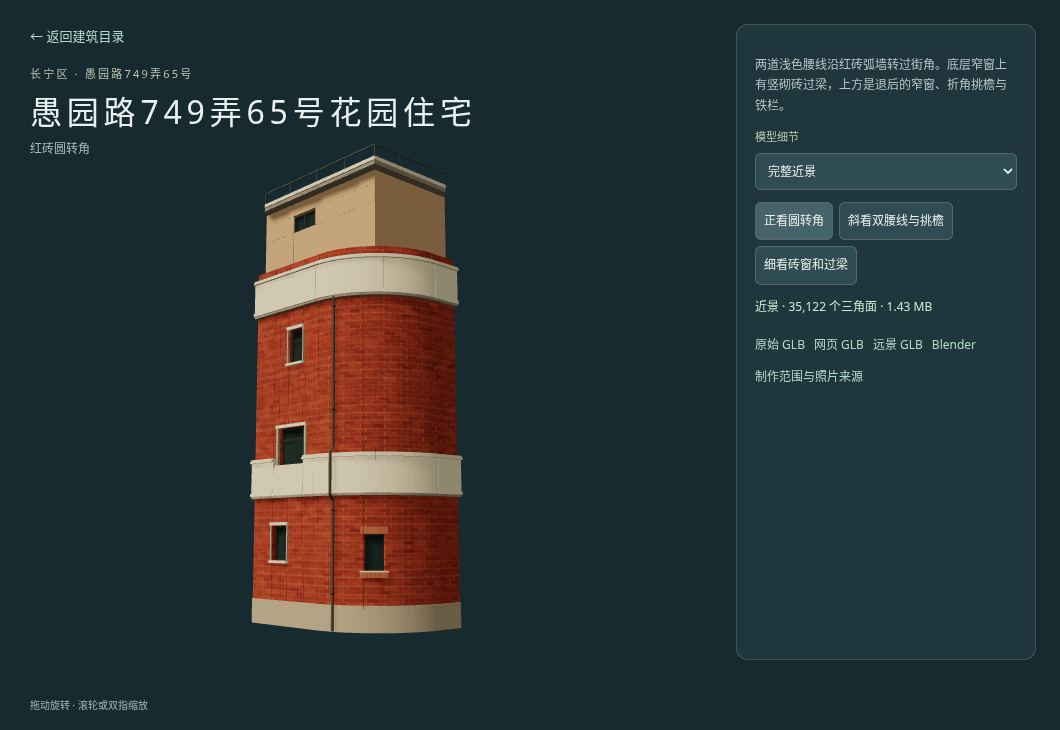 ← 返回建筑目录
长宁区 · 愚园路749弄65号
愚园路749弄65号花园住宅
红砖圆转角
两道浅色腰线沿红砖弧墙转过街角。底层窄窗上
有竖砌砖过梁，上方是退后的窄窗、折角挑檐与
铁栏。
模型细节
完整近景
正看圆转角
斜看双腰线与挑檐
细看砖窗和过梁
近景 · 35,122 个三角面 · 1.43 MB
原始 GLB 网页 GLB 远景 GLB Blender
制作范围与照片来源
拖动旋转 · 滚轮或双指缩放